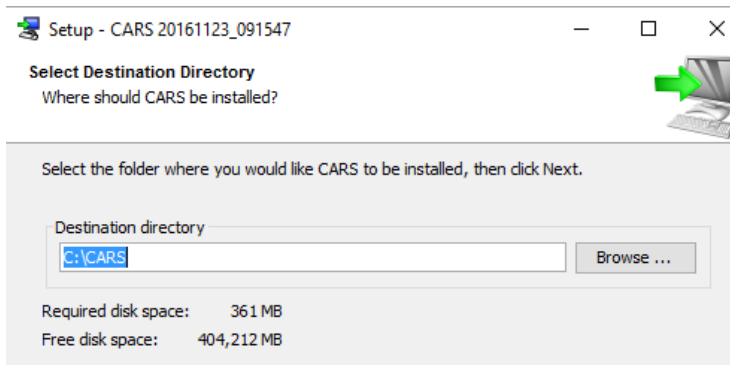 Setup - CARS 20161123_091547
Select Destination Directory
Where should CARS be installed?
Select the folder where you would like CARS to be installed, then click Next.
Destination directory
C:\CARS
Browse ...
Required disk space: 361 MB
Free disk space: 404,212 MB